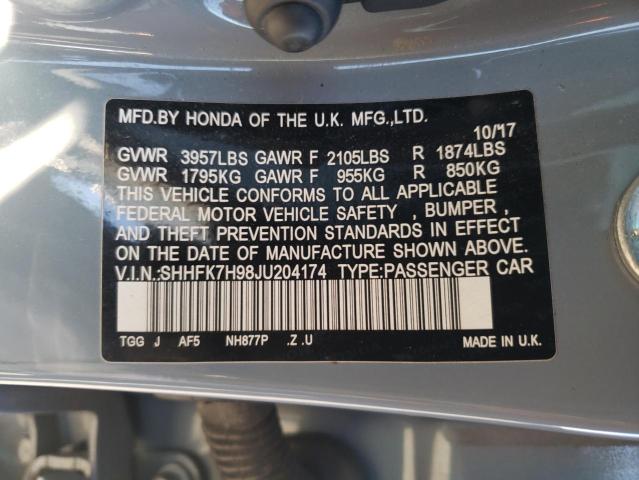 MFD.BY HONDA OF THE U.K. MFG.,LTD.
10/17
GVWR 3957LBS GAWR F 2105LBS R 1874LBS
GVWR 1795KG GAWR F 955KG R 850KG
THIS VEHICLE CONFORMS TO ALL APPLICABLE
FEDERAL MOTOR VEHICLE SAFETY , BUMPER ,
AND THEFT PREVENTION STANDARDS IN EFFECT
ON THE DATE OF MANUFACTURE SHOWN ABOVE.
V.I.N.:SHHFK7H98JU204174 TYPE:PASSENGER CAR
TGG J AF5 NH877P .Z .U MADE IN U.K.